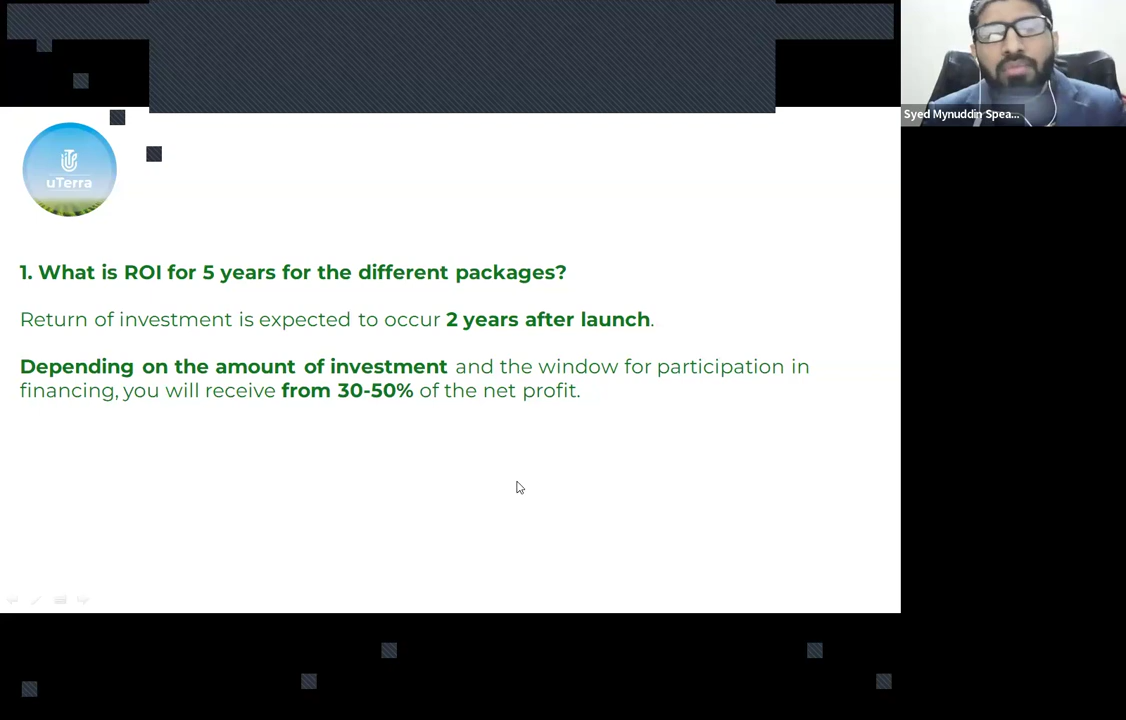 Syed Mynuddin Spea...
uTerra
1. What is ROI for 5 years for the different packages?
Return of investment is expected to occur 2 years after launch.
Depending on the amount of investment and the window for participation in
financing, you will receive from 30-50% of the net profit.